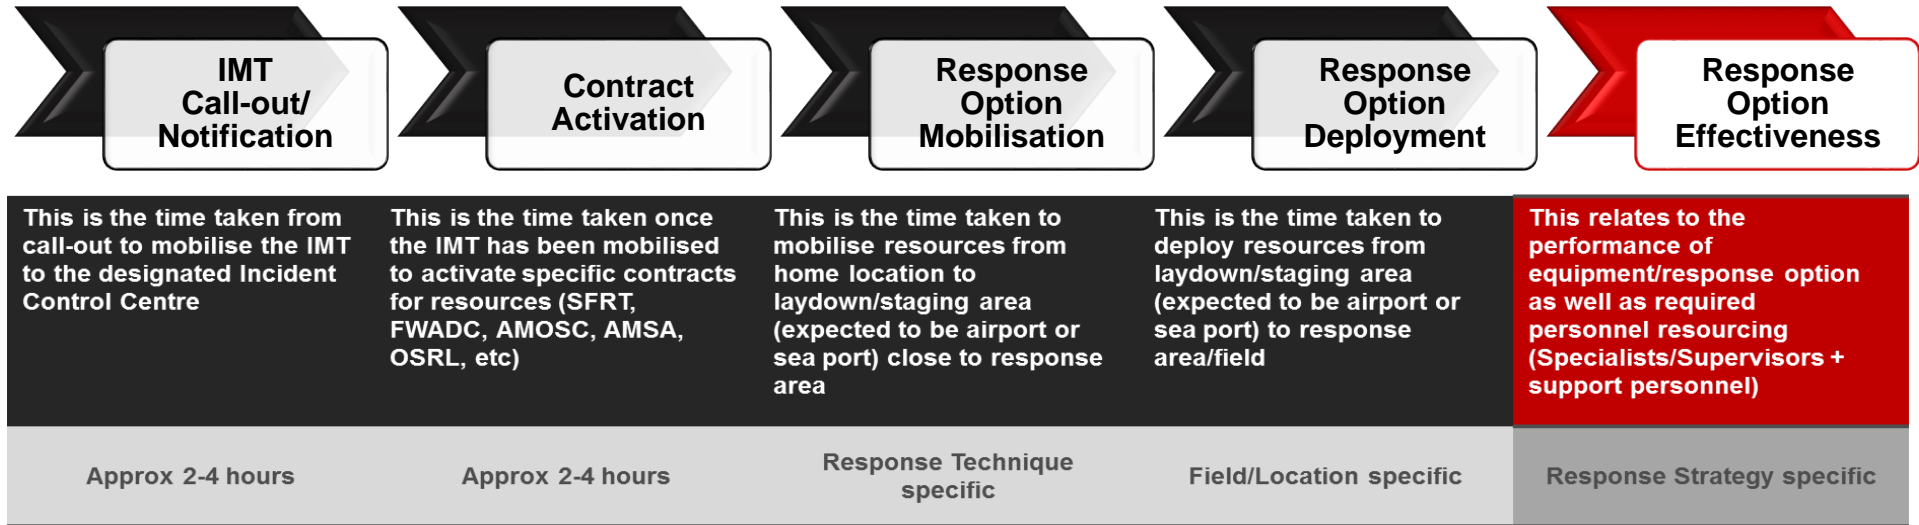 IMT
Call-out/
Notification
Contract
Activation
Response
Option
Mobilisation
Response
Option
Deployment
Response
Option
Effectiveness
This is the time taken from
call-out to mobilise the IMT
to the designated Incident
Control Centre
This is the time taken once
the IMT has been mobilised
to activate specific contracts
for resources (SFRT,
FWADC, AMOSC, AMSA,
OSRL, etc)
This is the time taken to
mobilise resources from
home location to
laydown/staging area
(expected to be airport or
sea port) close to response
area
This is the time taken to
deploy resources from
laydown/staging area
(expected to be airport or
sea port) to response
area/field
This relates to the
performance of
equipment/response option
as well as required
personnel resourcing
(Specialists/Supervisors +
support personnel)
Approx 2-4 hours
Approx 2-4 hours
Response Technique
specific
Field/Location specific
Response Strategy specific